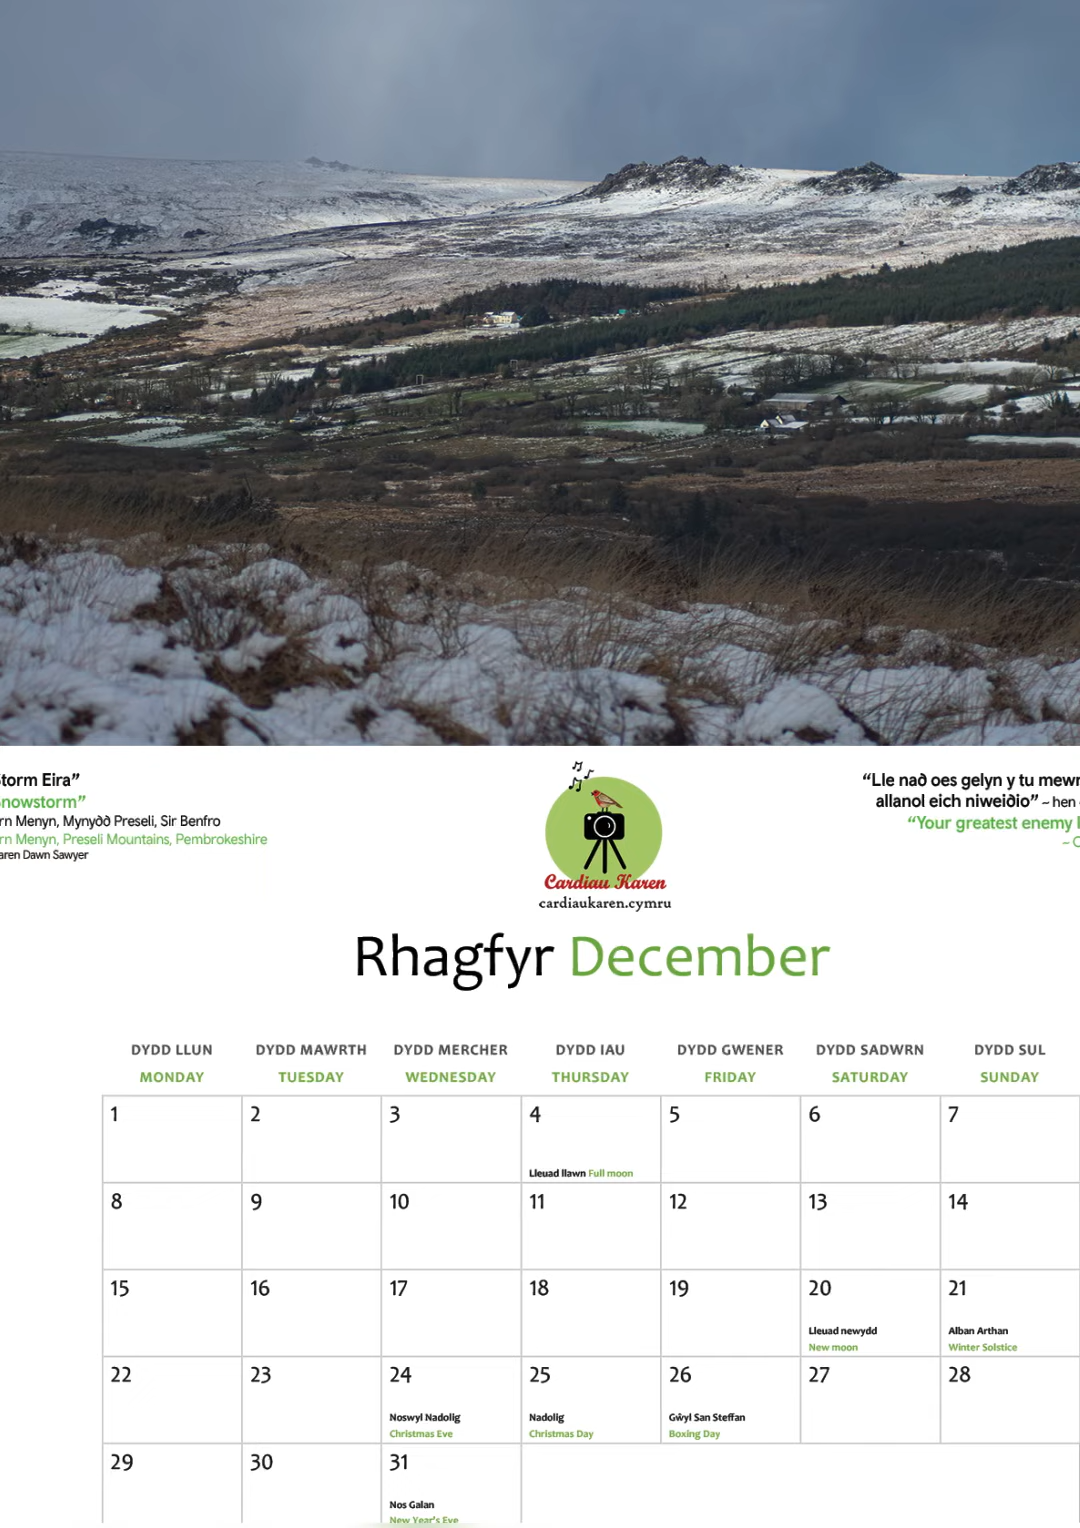 Storm Eira”
Snowstorm”
rn Menyn, Mynyðð Preseli, Sir Benfro
rn Menyn, Preseli Mountains, Pembrokeshire
aren Dawn Sawyer
“Lle nað oes gelyn y tu mewn
allanol eich niweiðio” ~ hen
“Your greatest enemy
Cardiau Karen
cardiaukaren.cymru
Rhagfyr December
DYDD LLUN DYDD MAWRTH DYDD MERCHER DYDD IAU DYDD GWENER DYDD SADWRN DYDD SUL
MONDAY TUESDAY WEDNESDAY THURSDAY FRIDAY SATURDAY SUNDAY
1 2 3 4 5 6 7
Lleuad llawn Full moon
8 9 10 11 12 13 14
15 16 17 18 19 20 21
Lleuad newydd Alban Arthan
New moon Winter Solstice
22 23 24 25 26 27 28
Noswyl Nadolig Nadolig Gŵyl San Steffan
Christmas Eve Christmas Day Boxing Day
29 30 31
Nos Galan
New Year's Eve